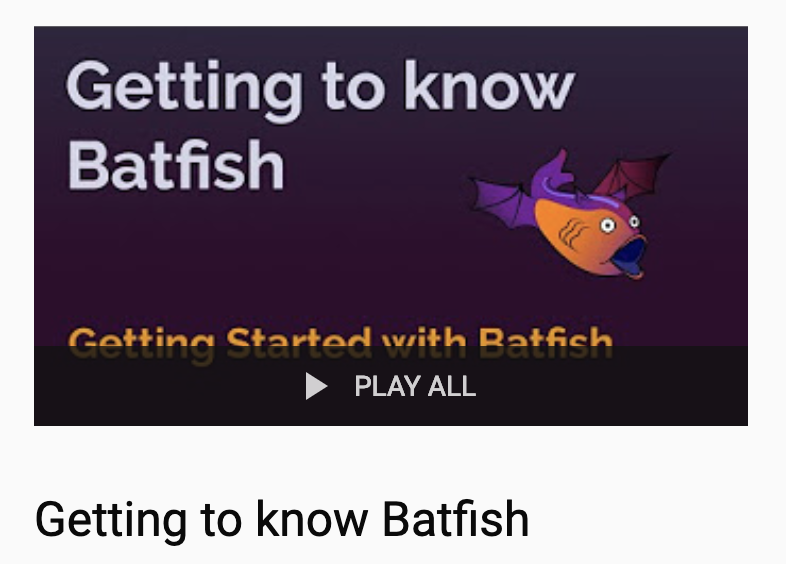 Getting to know
Batfish
Getting Started with Batfish
PLAY ALL
Getting to know Batfish